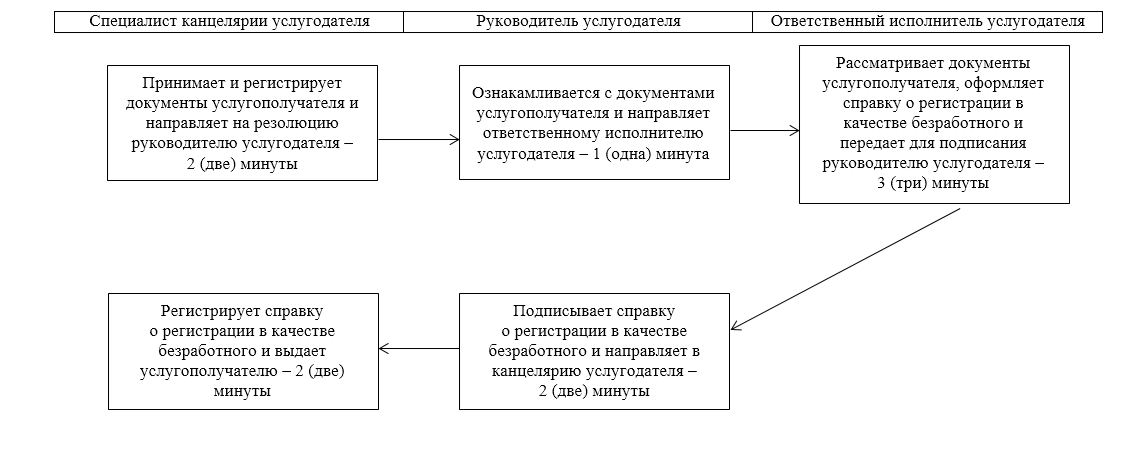 Специалист канцелярии услугодателя
Руководитель услугодателя
Ответственный исполнитель услугодателя
Принимает и регистрирует
документы услугополучателя и
направляет на резолюцию
руководителю услугодателя –
2 (две) минуты
Ознакамливается с документами
услугополучателя и направляет
ответственному исполнителю
услугодателя – 1 (одна) минута
Рассматривает документы
услугополучателя, оформляет
справку о регистрации в
качестве безработного и
передает для подписания
руководителю услугодателя –
3 (три) минуты
Регистрирует справку
о регистрации в качестве
безработного и выдает
услугополучателю – 2 (две)
минуты
Подписывает справку
о регистрации в качестве
безработного и направляет в
канцелярию услугодателя –
2 (две) минуты